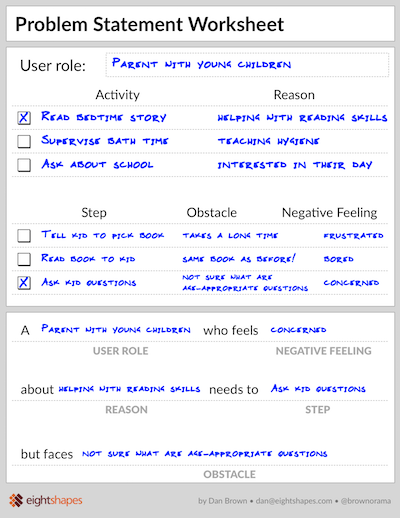 Problem Statement Worksheet
User role: PARENT WITH YOUNG CHILDREN
Activity Reason
X READ BEDTIME STORY HELPING WITH READING SKILLS
SUPERVISE BATH TIME TEACHING HYGIENE
ASK ABOUT SCHOOL INTERESTED IN THEIR DAY
Step Obstacle Negative Feeling
TELL KID TO PICK BOOK TAKES A LONG TIME FRUSTRATED
READ BOOK TO KID SAME BOOK AS BEFORE! BORED
X ASK KID QUESTIONS NOT SURE WHAT ARE AGE-APPROPRIATE QUESTIONS CONCERNED
A PARENT WITH YOUNG CHILDREN who feels CONCERNED
USER ROLE NEGATIVE FEELING
about HELPING WITH READING SKILLS needs to ASK KID QUESTIONS
REASON STEP
but faces NOT SURE WHAT ARE AGE-APPROPRIATE QUESTIONS
OBSTACLE
eightshapes by Dan Brown • dan@eightshapes.com • @brownorama